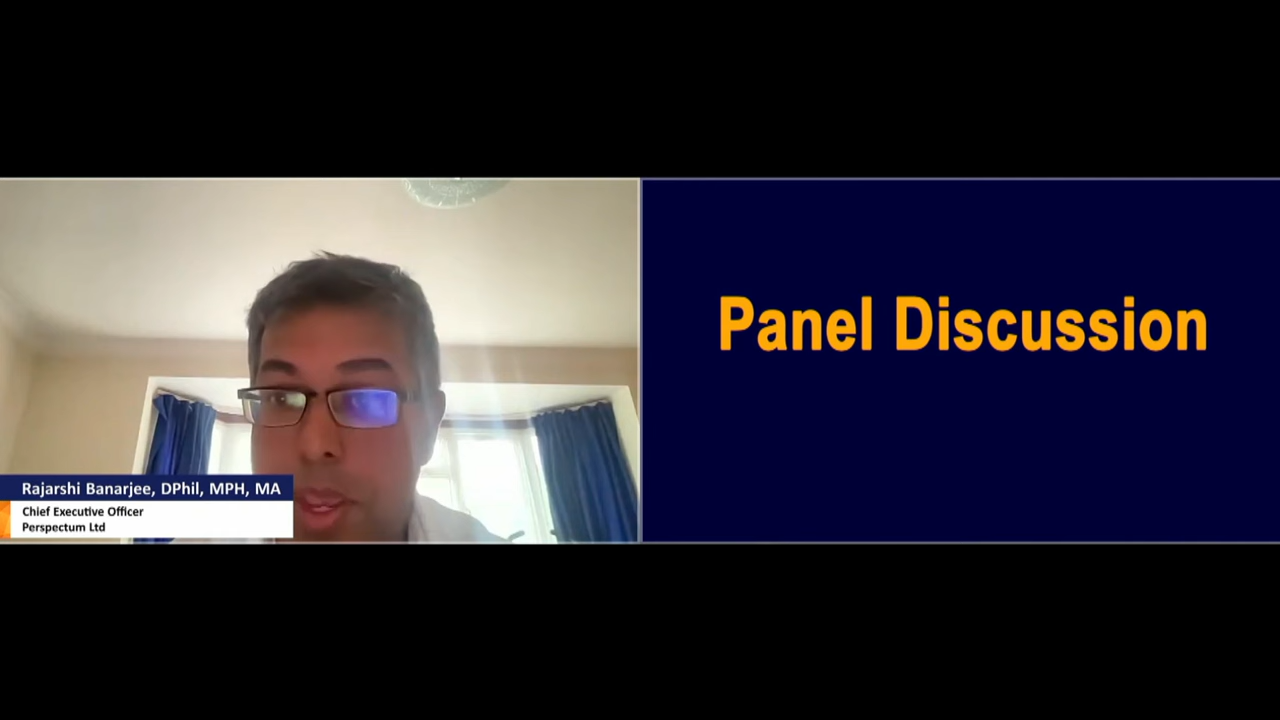 Rajarshi Banarjee, DPhil, MPH, MA
Chief Executive Officer
Perspectum Ltd
Panel Discussion